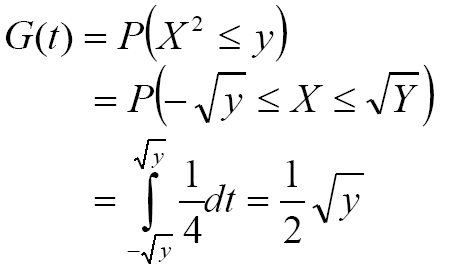 G(t) = P(X² ≤ y)
= P(−√y ≤ X ≤ √Y)
= ∫_{−√y}^{√y} 1/4 dt = 1/2 √y